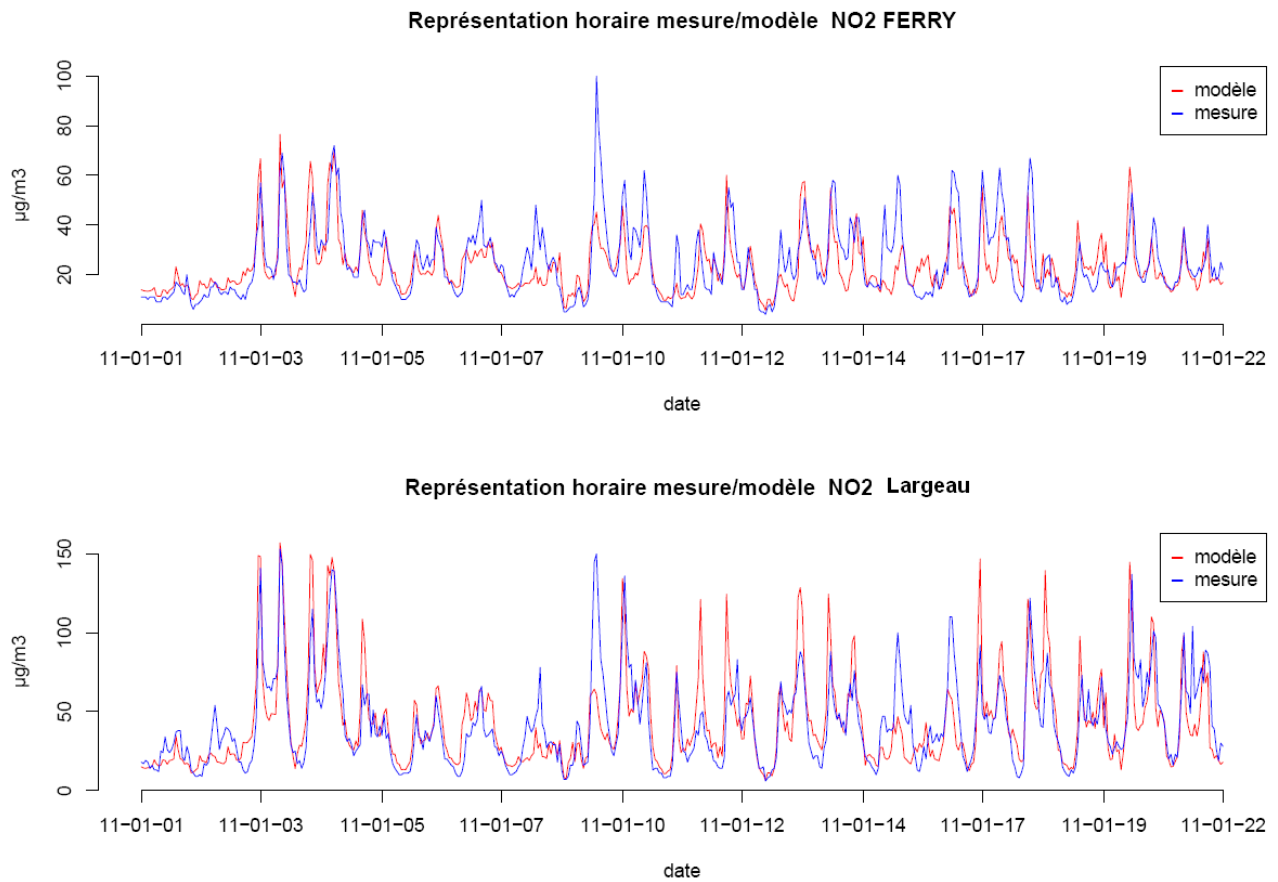 Représentation horaire mesure/modèle NO2 FERRY
modèle
mesure
µg/m3
100
80
60
40
20
11−01−01 11−01−03 11−01−05 11−01−07 11−01−10 11−01−12 11−01−14 11−01−17 11−01−19 11−01−22
date
Représentation horaire mesure/modèle NO2 Largeau
modèle
mesure
µg/m3
150
100
50
0
11−01−01 11−01−03 11−01−05 11−01−07 11−01−10 11−01−12 11−01−14 11−01−17 11−01−19 11−01−22
date